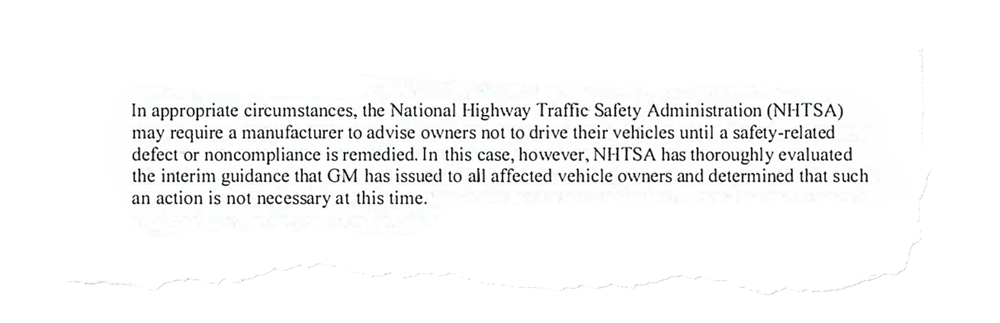 In appropriate circumstances, the National Highway Traffic Safety Administration (NHTSA)
may require a manufacturer to advise owners not to drive their vehicles until a safety-related
defect or noncompliance is remedied. In this case, however, NHTSA has thoroughly evaluated
the interim guidance that GM has issued to all affected vehicle owners and determined that such
an action is not necessary at this time.